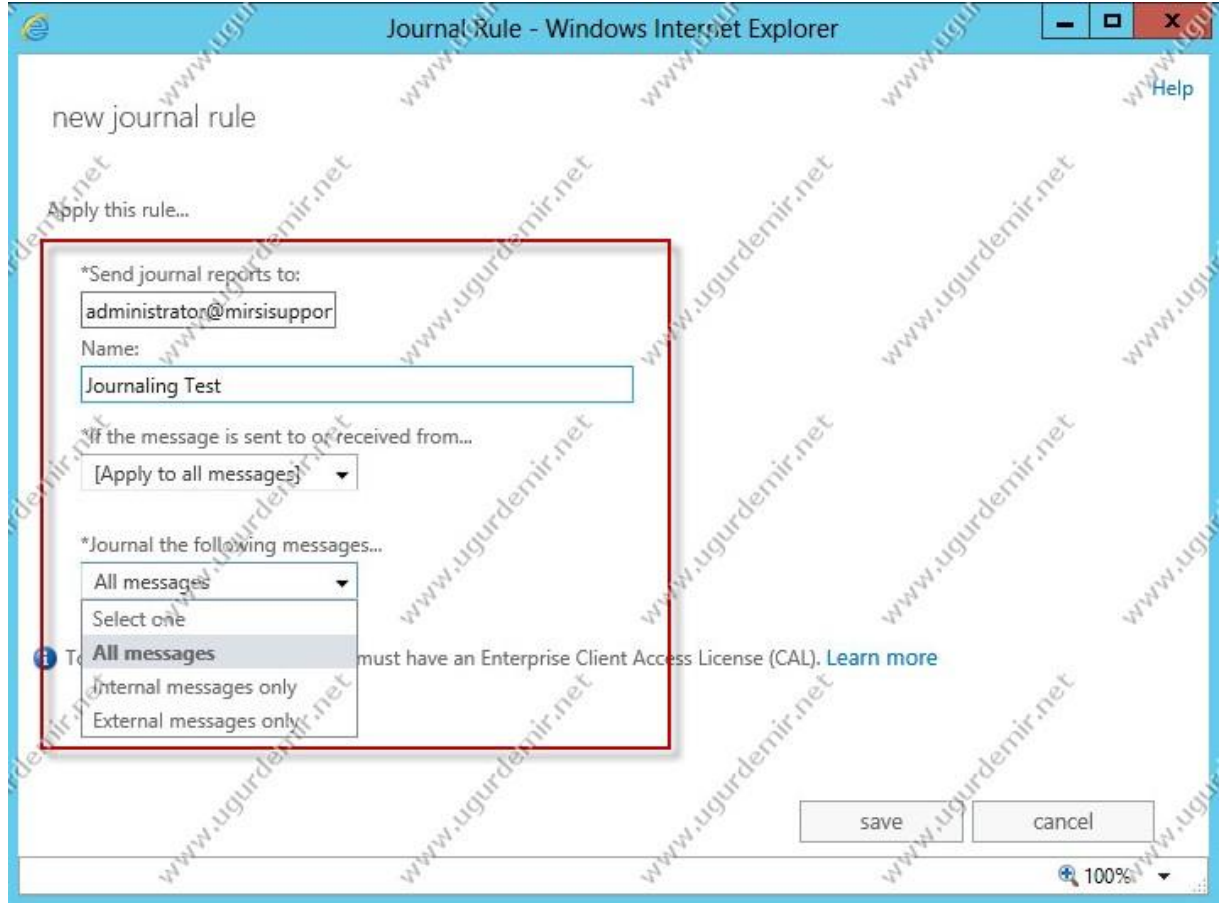 Journal Rule - Windows Internet Explorer
Help
new journal rule
Apply this rule...
*Send journal reports to:
administrator@mirsisuppor
Name:
Journaling Test
*If the message is sent to or received from...
[Apply to all messages]
*Journal the following messages...
All messages
Select one
All messages
must have an Enterprise Client Access License (CAL). Learn more
Internal messages only
External messages only
save
cancel
100%
www.ugurdemir.net